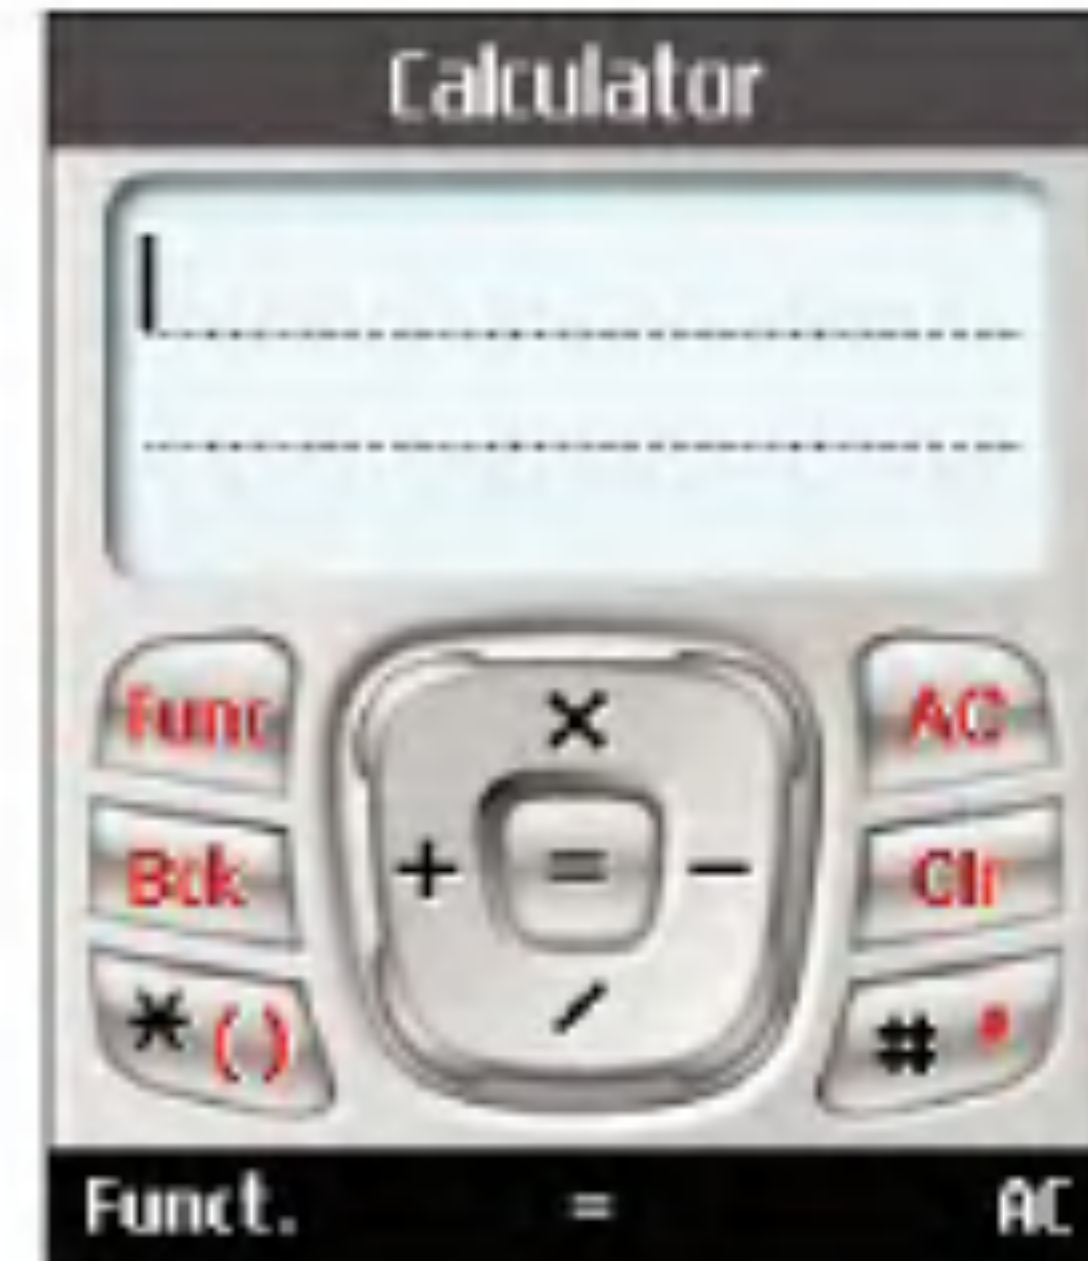 Calculator
Func × AC
Bck + = - Clr
* () / # •
Funct. = AC